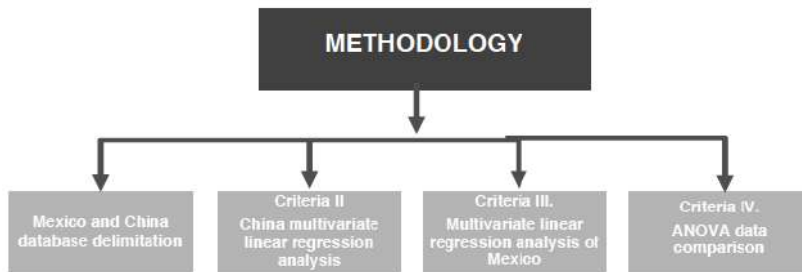 METHODOLOGY
Mexico and China
database delimitation
Criteria II
China multivariate
linear regression
analysis
Criteria III.
Multivariate linear
regression analysis of
Mexico
Criteria IV.
ANOVA data
comparison